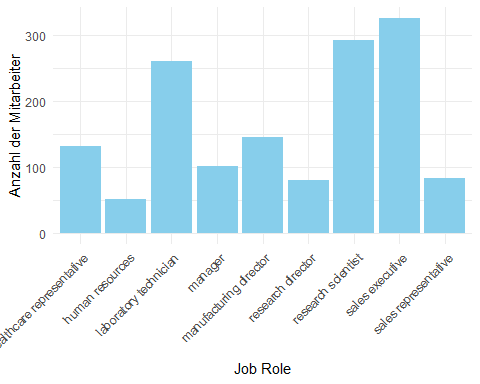 Anzahl der Mitarbeiter
300
200
100
0
althcare representative
human resources
laboratory technician
manager
manufacturing director
research director
research scientist
sales executive
sales representative
Job Role